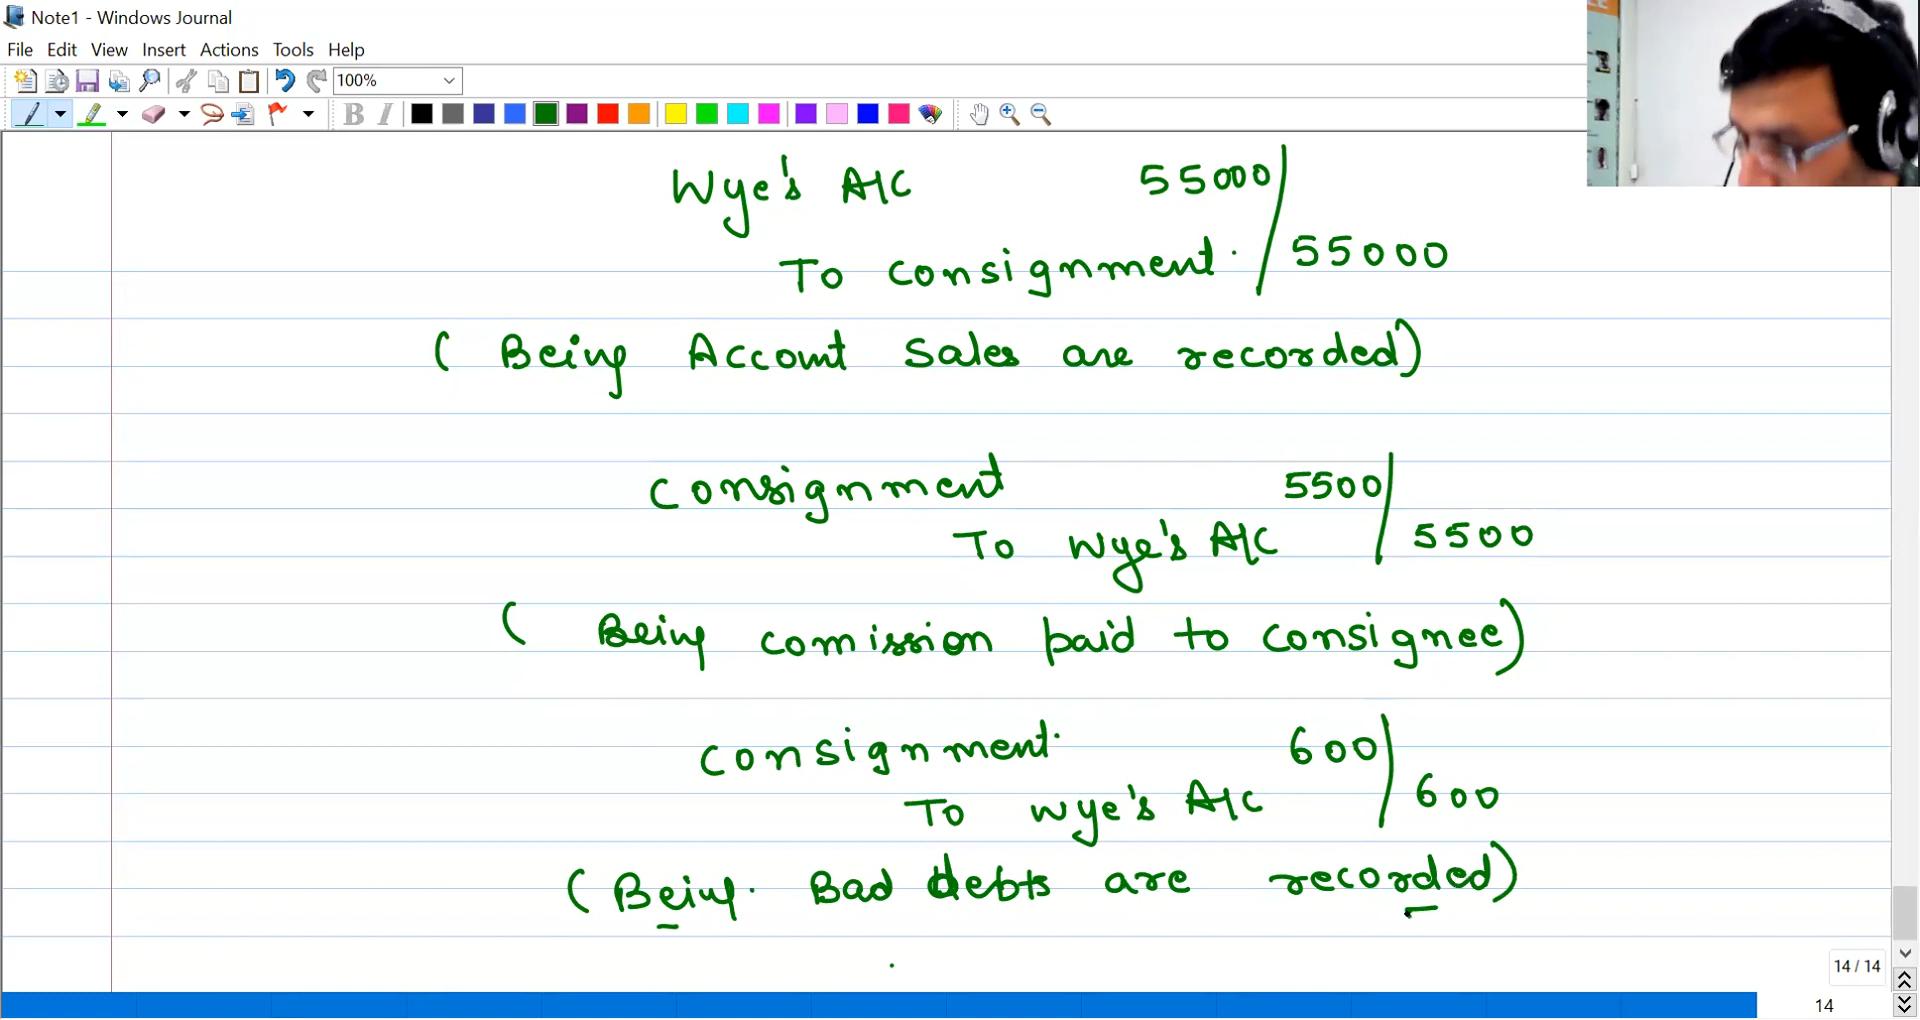 Note1 - Windows Journal
File Edit View Insert Actions Tools Help
100%
B I
Wye's A/C 55000
To consignment. 55000
( Being Account Sales are recorded)
consignment 5500
To Wye's A/C 5500
( Being comission paid to consignee)
consignment. 600
To wye's A/C 600
(Being. Bad debts are recorded)
14 / 14
14